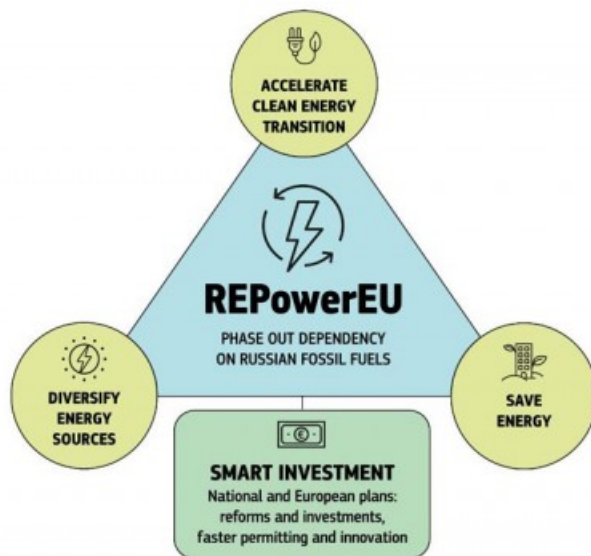 ACCELERATE
CLEAN ENERGY
TRANSITION
REPowerEU
PHASE OUT DEPENDENCY
ON RUSSIAN FOSSIL FUELS
DIVERSIFY
ENERGY
SOURCES
SAVE
ENERGY
€
SMART INVESTMENT
National and European plans:
reforms and investments,
faster permitting and innovation